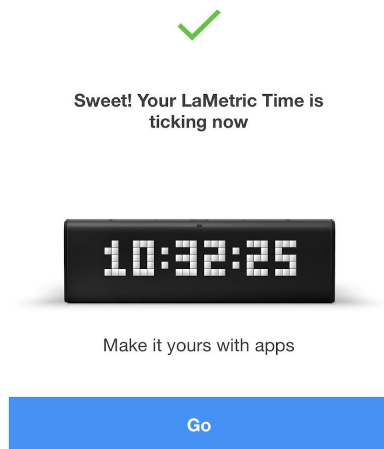 Sweet! Your LaMetric Time is
ticking now
10:32:25
Make it yours with apps
Go